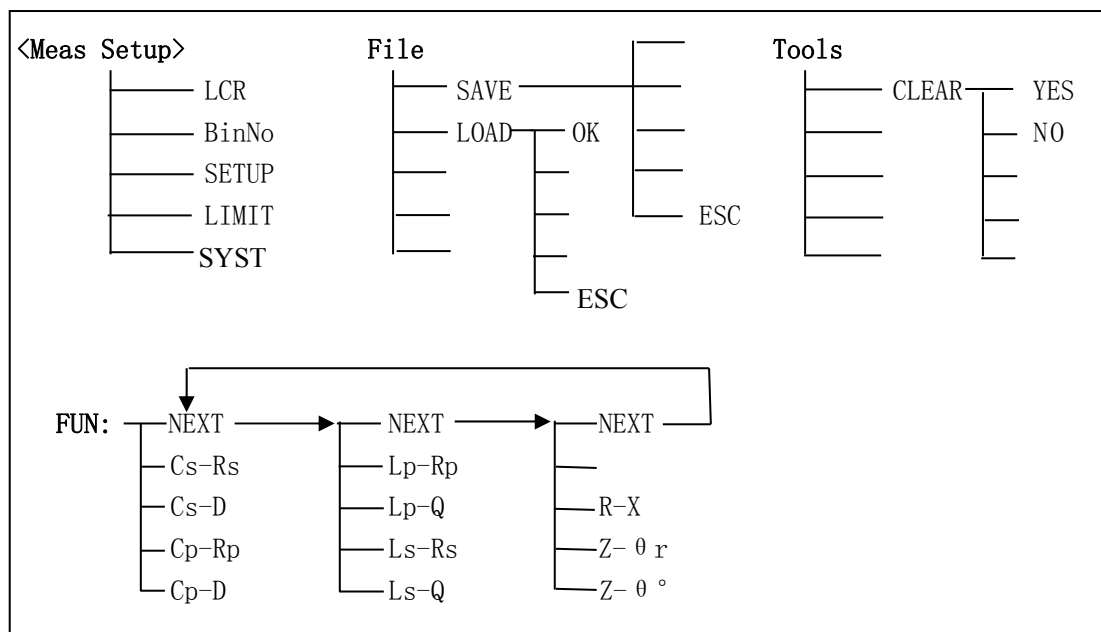 <Meas Setup>
LCR
BinNo
SETUP
LIMIT
SYST
File
SAVE
LOAD
OK
ESC
ESC
Tools
CLEAR
YES
NO
FUN:
NEXT
Cs-Rs
Cs-D
Cp-Rp
Cp-D
NEXT
Lp-Rp
Lp-Q
Ls-Rs
Ls-Q
NEXT
R-X
Z-θr
Z-θ°